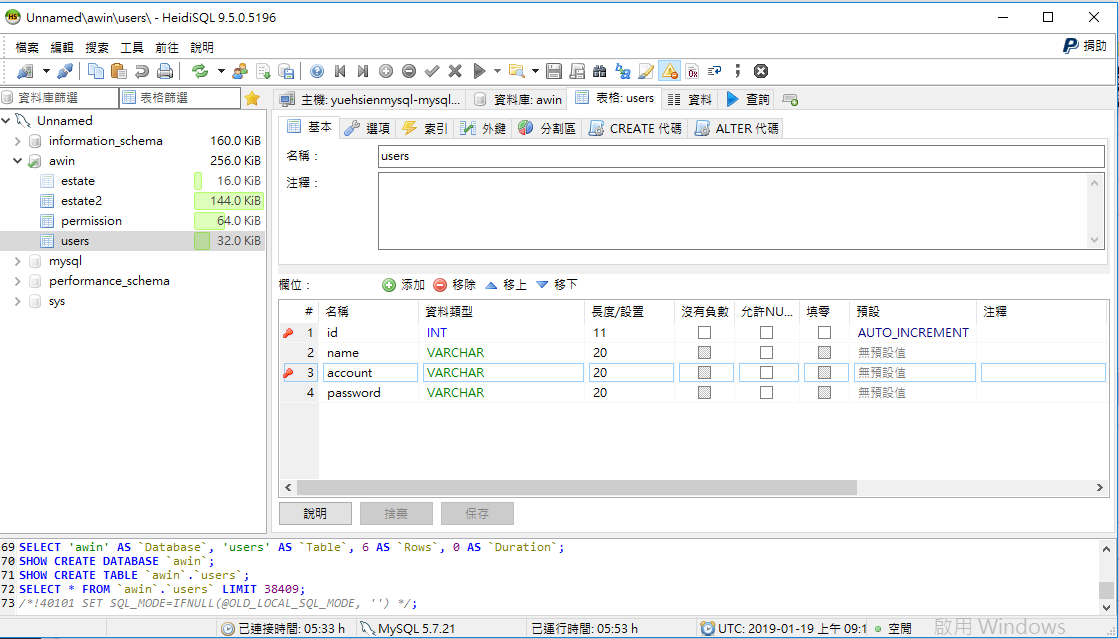 Unnamed\awin\users\ - HeidiSQL 9.5.0.5196
檔案 編輯 搜索 工具 前往 說明 捐助
資料庫篩選 表格篩選 主機: yuehsienmysql-mysql... 資料庫: awin 表格: users 資料 查詢
Unnamed
information_schema 160.0 KiB
awin 256.0 KiB
estate 16.0 KiB
estate2 144.0 KiB
permission 64.0 KiB
users 32.0 KiB
mysql
performance_schema
sys
基本 選項 索引 外鍵 分割區 CREATE 代碼 ALTER 代碼
名稱: users
注釋:
欄位: 添加 移除 移上 移下
# 名稱 資料類型 長度/設置 沒有負數 允許NU... 填零 預設 注釋
1 id INT 11 AUTO_INCREMENT
2 name VARCHAR 20 無預設值
3 account VARCHAR 20 無預設值
4 password VARCHAR 20 無預設值
說明 捨棄 保存
69 SELECT 'awin' AS `Database`, 'users' AS `Table`, 6 AS `Rows`, 0 AS `Duration`;
70 SHOW CREATE DATABASE `awin`;
71 SHOW CREATE TABLE `awin`.`users`;
72 SELECT * FROM `awin`.`users` LIMIT 38409;
73 /*!40101 SET SQL_MODE=IFNULL(@OLD_LOCAL_SQL_MODE, '') */;
已連接時間: 05:33 h MySQL 5.7.21 已運行時間: 05:53 h UTC: 2019-01-19 上午 09:1 空閒
啟用 Windows